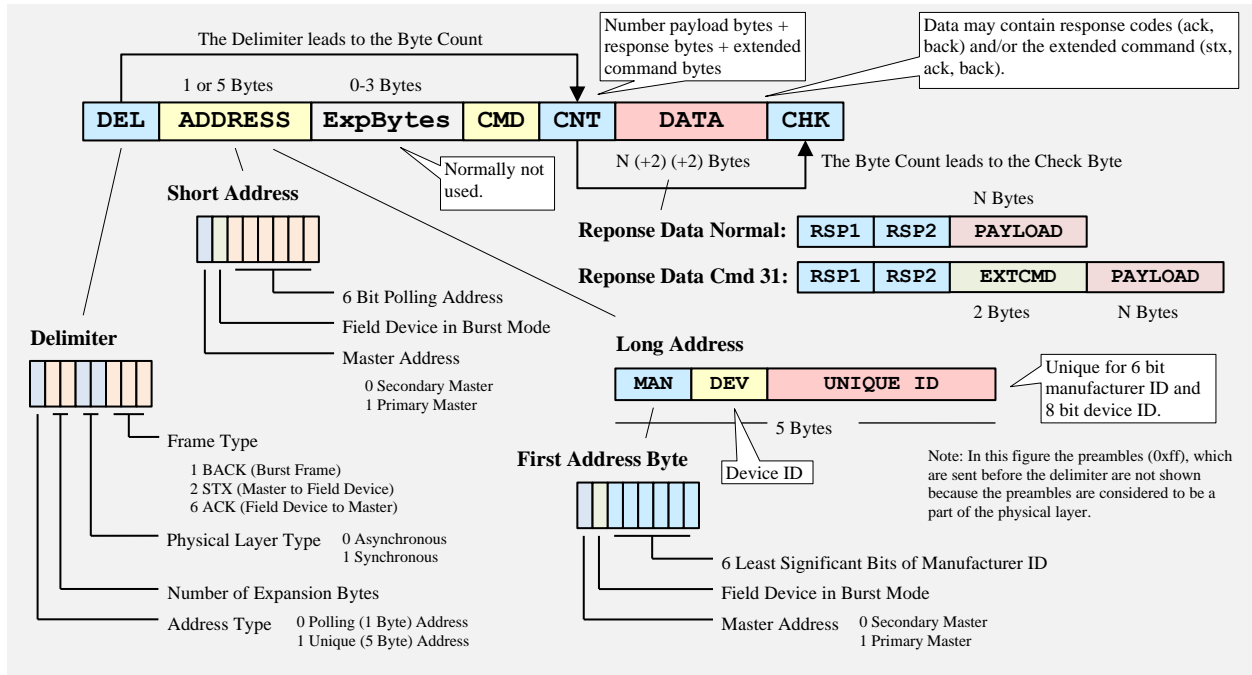 The Delimiter leads to the Byte Count
Number payload bytes +
response bytes + extended
command bytes
Data may contain response codes (ack,
back) and/or the extended command (stx,
ack, back).
1 or 5 Bytes
0-3 Bytes
DEL
ADDRESS
ExpBytes
CMD
CNT
DATA
CHK
Normally not
used.
N (+2) (+2) Bytes
The Byte Count leads to the Check Byte
Short Address
6 Bit Polling Address
Field Device in Burst Mode
Master Address
0 Secondary Master
1 Primary Master
N Bytes
Reponse Data Normal:
RSP1
RSP2
PAYLOAD
Reponse Data Cmd 31:
RSP1
RSP2
EXTCMD
PAYLOAD
2 Bytes
N Bytes
Delimiter
Frame Type
1 BACK (Burst Frame)
2 STX (Master to Field Device)
6 ACK (Field Device to Master)
Physical Layer Type
0 Asynchronous
1 Synchronous
Number of Expansion Bytes
Address Type
0 Polling (1 Byte) Address
1 Unique (5 Byte) Address
Long Address
MAN
DEV
UNIQUE ID
Unique for 6 bit
manufacturer ID and
8 bit device ID.
5 Bytes
Device ID
First Address Byte
6 Least Significant Bits of Manufacturer ID
Field Device in Burst Mode
Master Address
0 Secondary Master
1 Primary Master
Note: In this figure the preambles (0xff), which
are sent before the delimiter are not shown
because the preambles are considered to be a
part of the physical layer.